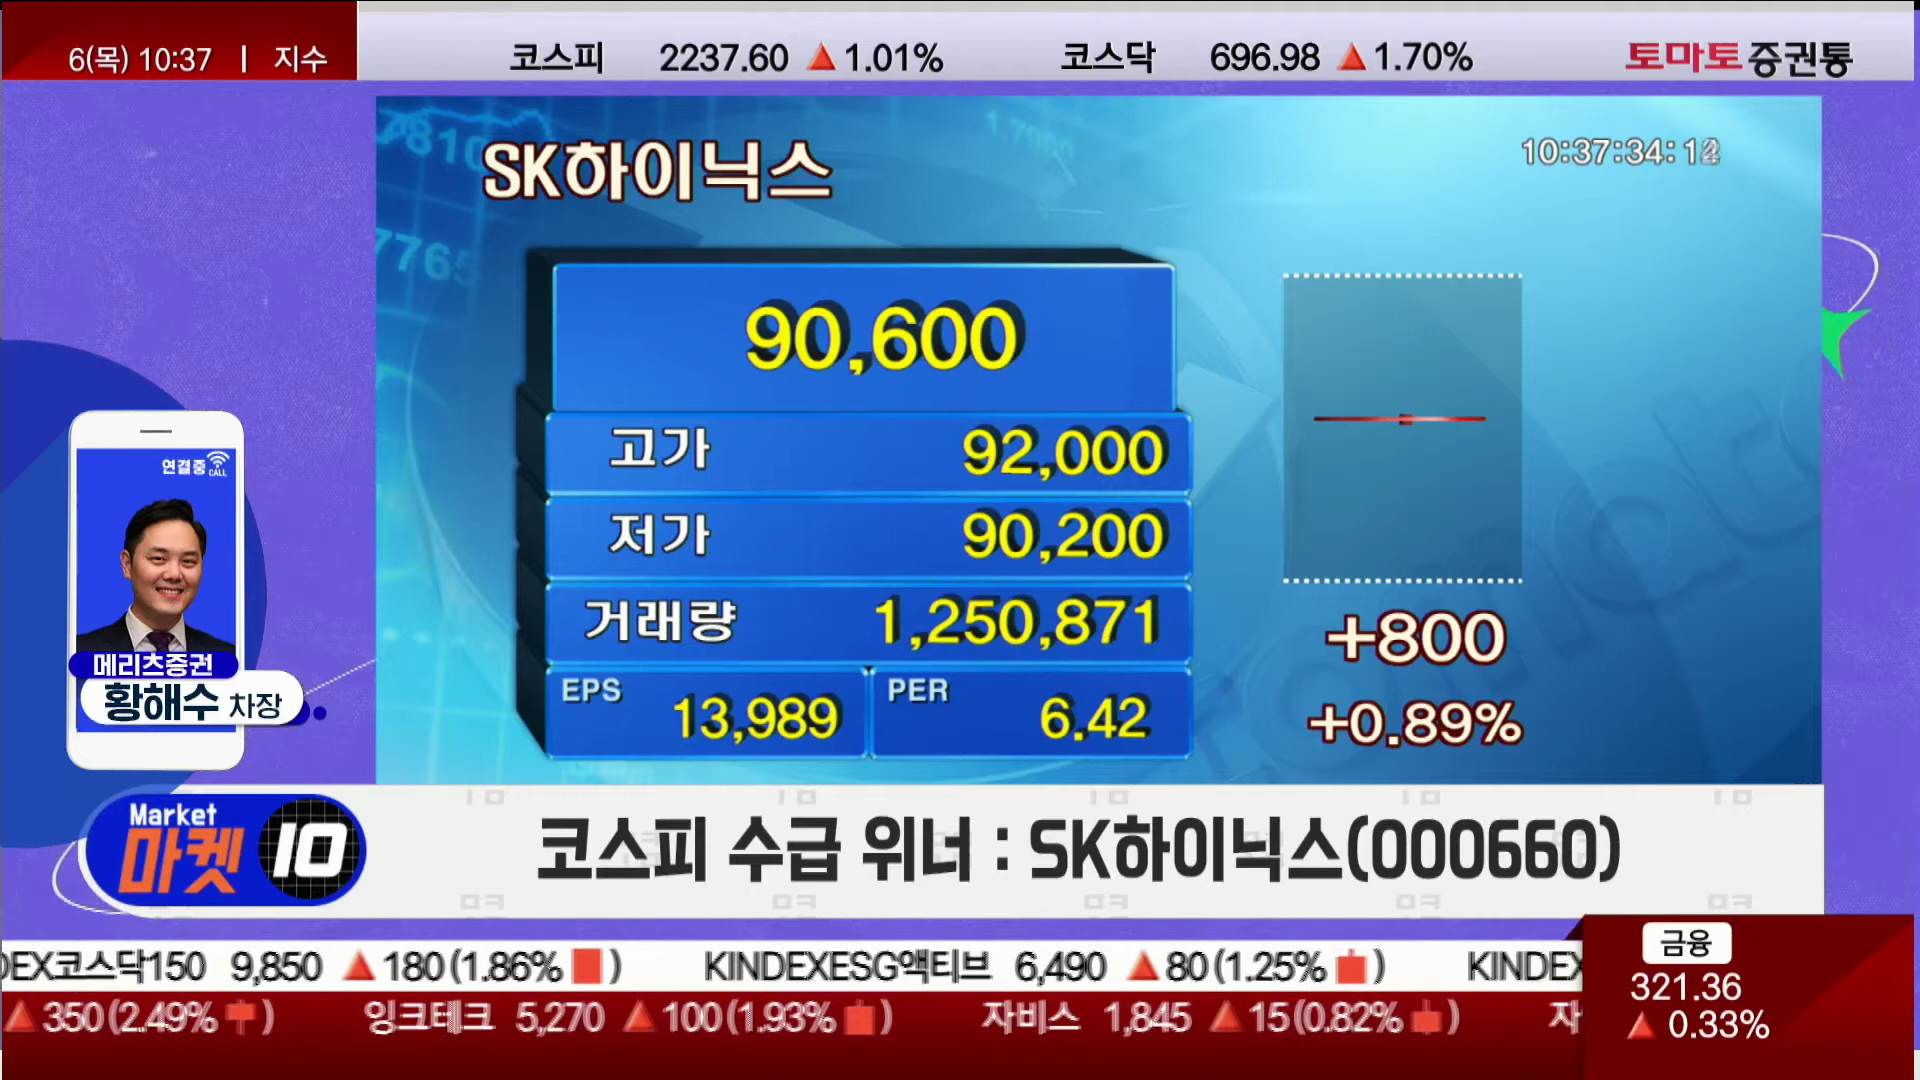 6(목) 10:37 | 지수
코스피 2237.60 ▲1.01% 코스닥 696.98 ▲1.70%
토마토증권통
SK하이닉스
10:37:34:
90,600
고가 92,000
저가 90,200
거래량 1,250,871
EPS 13,989 PER 6.42
+800
+0.89%
연결중
CALL
메리츠증권
황해수 차장
Market
마켓 10
코스피 수급 위너 : SK하이닉스(000660)
DEX코스닥150 9,850 ▲180(1.86%) KINDEXESG액티브 6,490 ▲80(1.25%) KINDEX
▲350(2.49%) 잉크테크 5,270 ▲100(1.93%) 자비스 1,845 ▲15(0.82%) 자
금융
321.36
▲ 0.33%